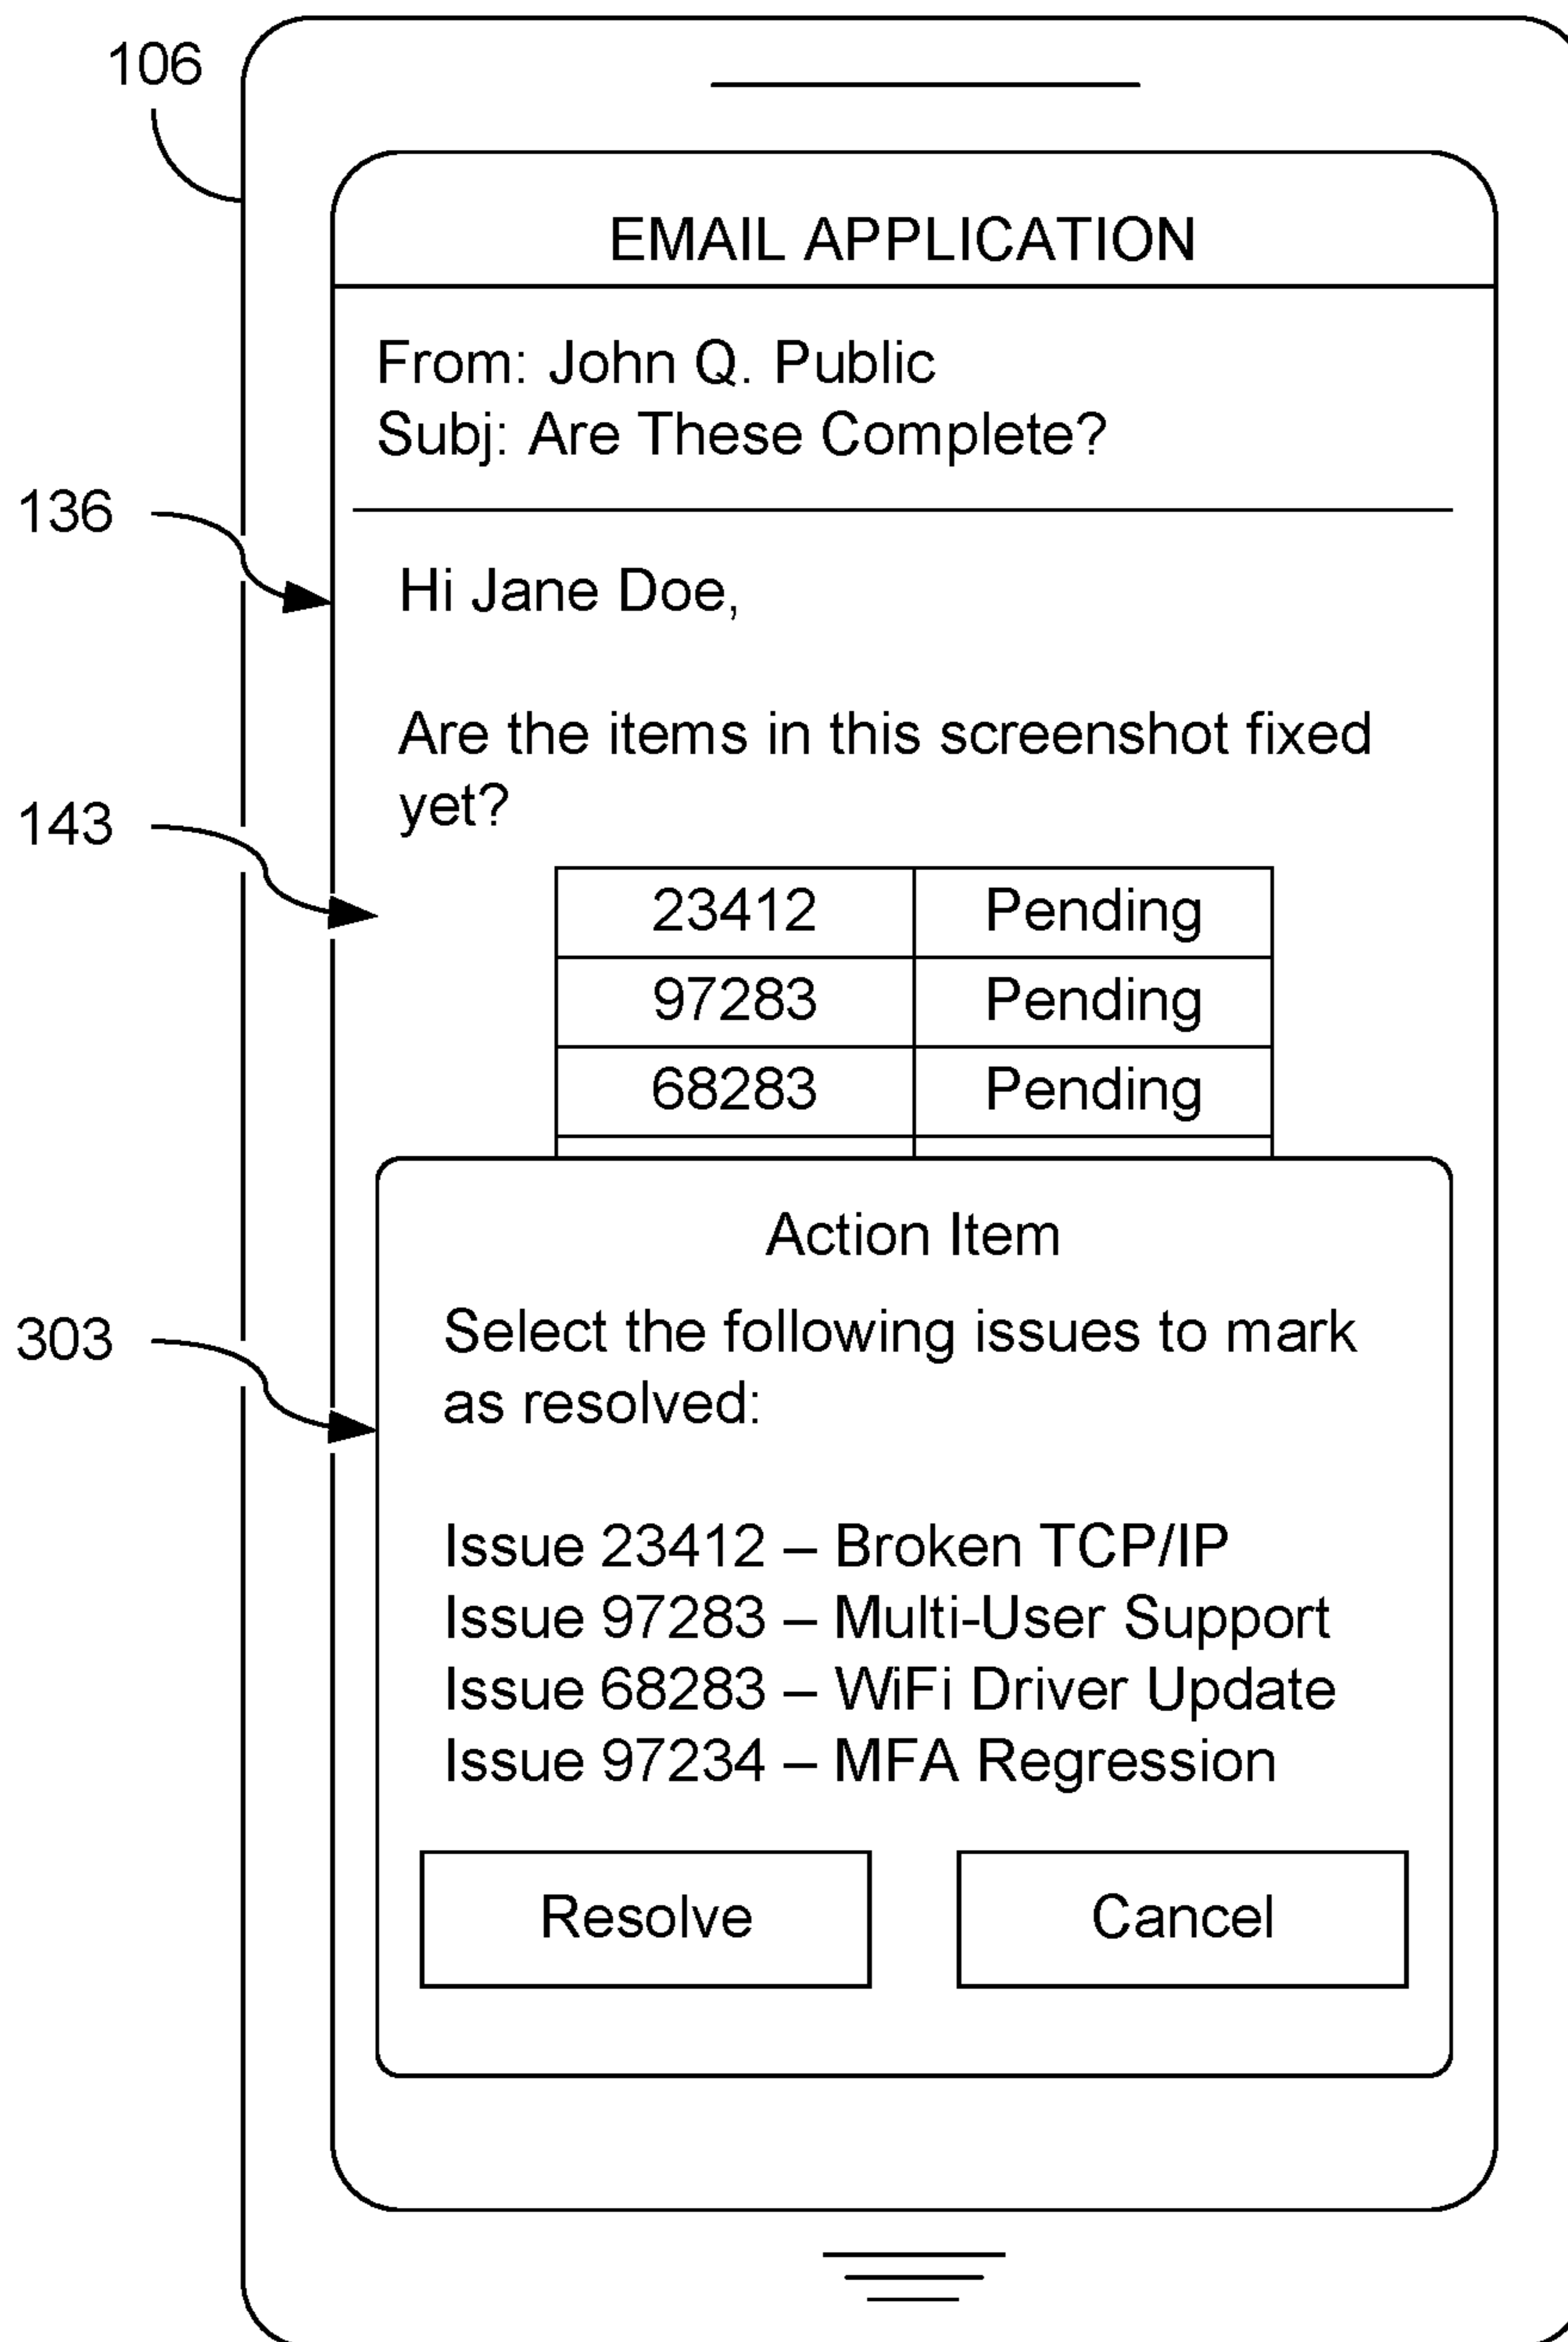 106
EMAIL APPLICATION
From: John Q. Public
Subj: Are These Complete?
136
Hi Jane Doe,
Are the items in this screenshot fixed
yet?
143
23412 Pending
97283 Pending
68283 Pending
Action Item
303
Select the following issues to mark
as resolved:
Issue 23412 – Broken TCP/IP
Issue 97283 – Multi-User Support
Issue 68283 – WiFi Driver Update
Issue 97234 – MFA Regression
Resolve Cancel